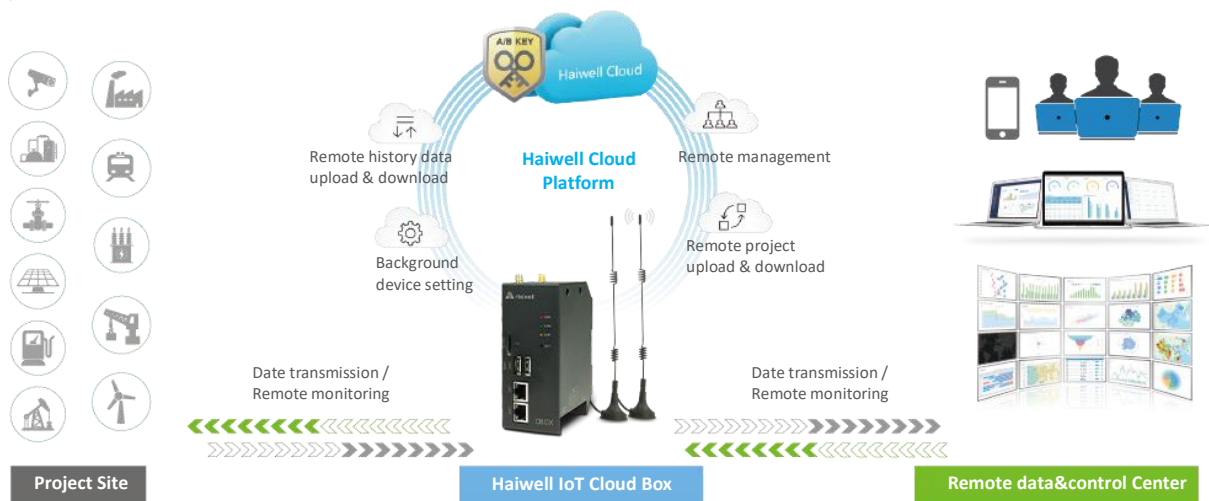 A/B KEY
Haiwell Cloud
Remote history data
upload & download
Haiwell Cloud
Platform
Remote management
Background
device setting
Remote project
upload & download
Haiwell
Date transmission /
Remote monitoring
CBOX
Date transmission /
Remote monitoring
Project Site
Haiwell IoT Cloud Box
Remote data&control Center